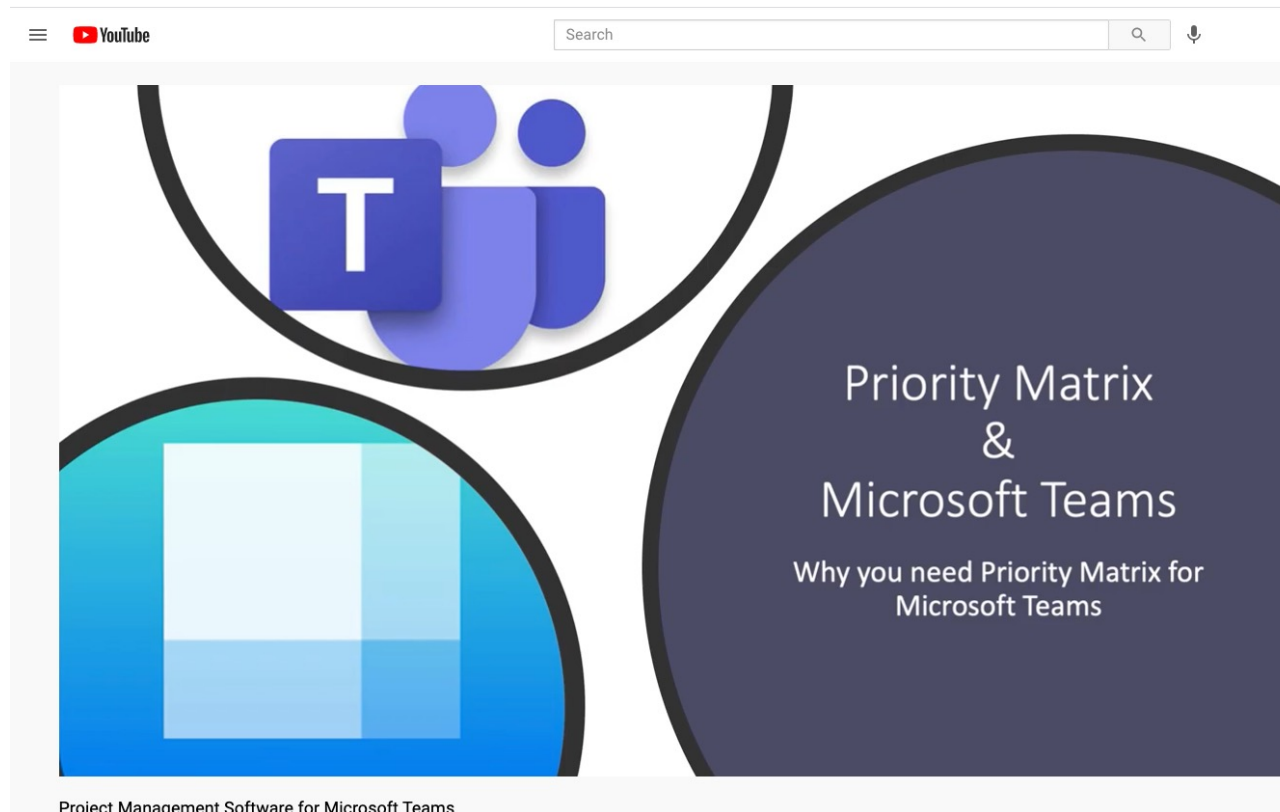 YouTube
Search
T
Priority Matrix
&
Microsoft Teams
Why you need Priority Matrix for
Microsoft Teams
Project Management Software for Microsoft Teams